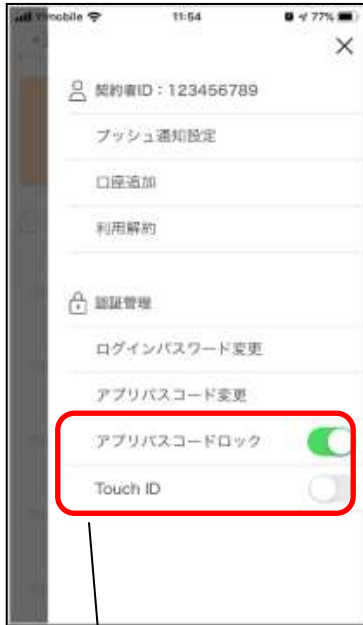 Y!mobile 11:54 77%
契約者ID：123456789
プッシュ通知設定
口座追加
利用解約
認証管理
ログインパスワード変更
アプリパスコード変更
アプリパスコードロック
Touch ID